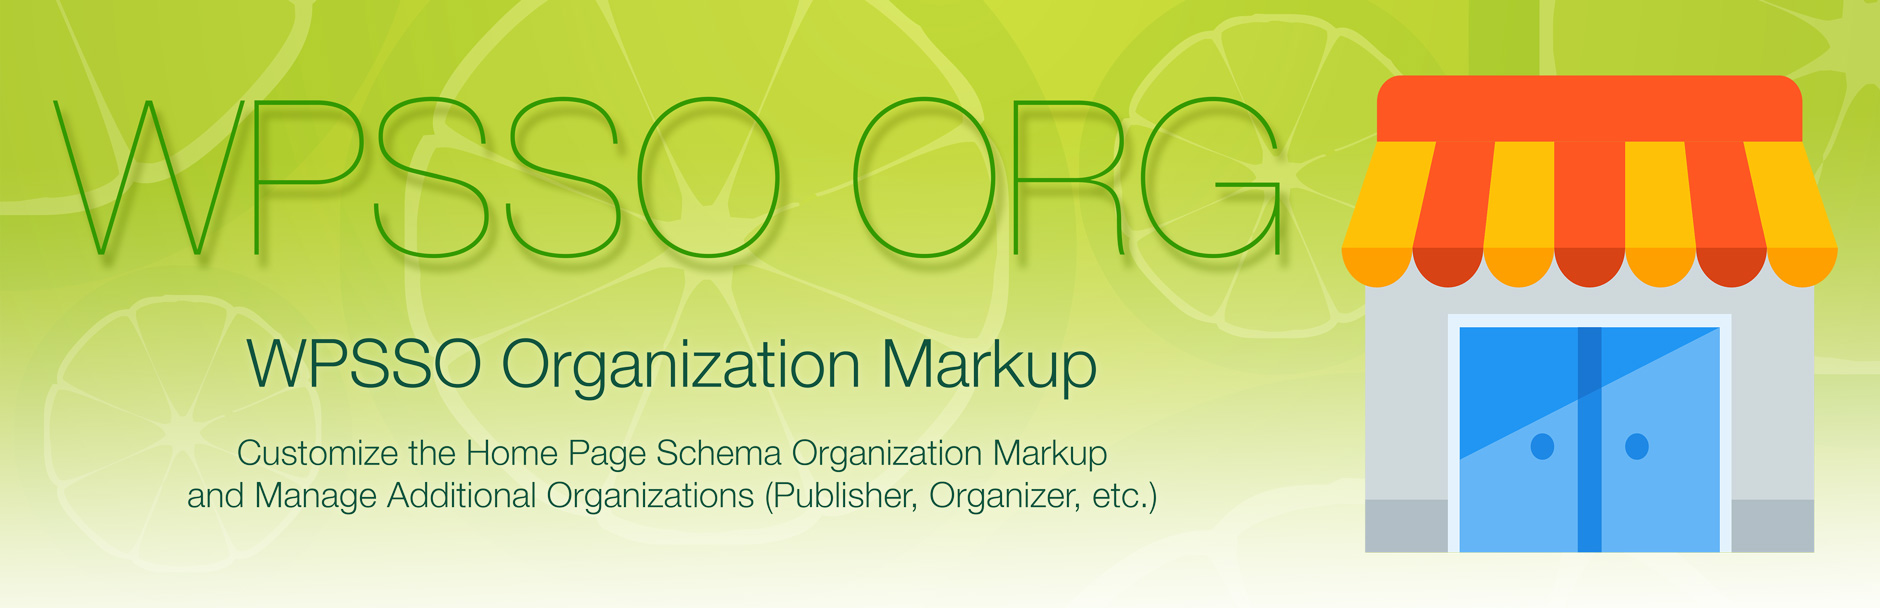 WPSSO ORG
WPSSO Organization Markup
Customize the Home Page Schema Organization Markup
and Manage Additional Organizations (Publisher, Organizer, etc.)